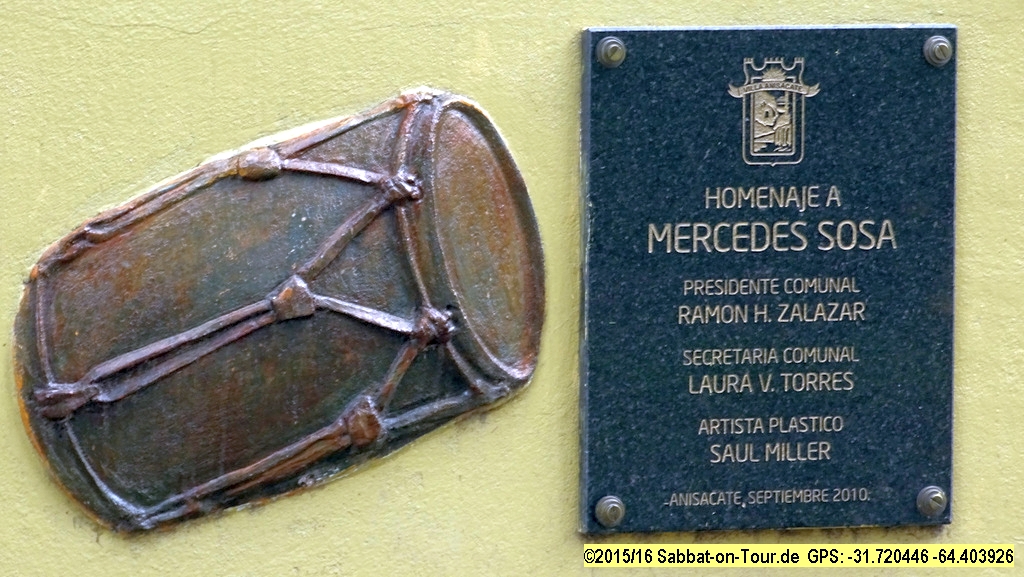 HOMENAJE A
MERCEDES SOSA
PRESIDENTE COMUNAL
RAMON H. ZALAZAR
SECRETARIA COMUNAL
LAURA V. TORRES
ARTISTA PLASTICO
SAUL MILLER
ANISACATE, SEPTIEMBRE 2010.
©2015/16 Sabbat-on-Tour.de GPS: -31.720446 -64.403926